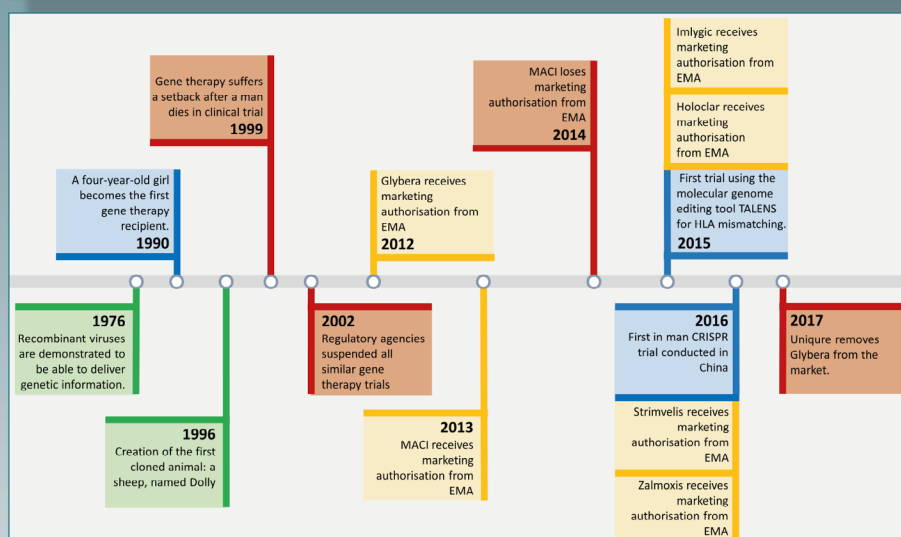 Imlygic receives
marketing
authorisation from
EMA
Holoclar receives
marketing
authorisation
from EMA
First trial using the
molecular genome
editing tool TALENS
for HLA mismatching.
2015
MACI loses
marketing
authorisation from
EMA
2014
Gene therapy suffers
a setback after a man
dies in clinical trial
1999
A four-year-old girl
becomes the first
gene therapy
recipient.
1990
Glybera receives
marketing
authorisation from
EMA
2012
1976
Recombinant viruses
are demonstrated to
be able to deliver
genetic information.
2002
Regulatory agencies
suspended all
similar gene
therapy trials
2016
First in man CRISPR
trial conducted in
China
2017
Uniqure removes
Glybera from the
market.
1996
Creation of the first
cloned animal: a
sheep, named Dolly
2013
MACI receives
marketing
authorisation from
EMA
Strimvelis receives
marketing
authorisation from
EMA
Zalmoxis receives
marketing
authorisation from
EMA